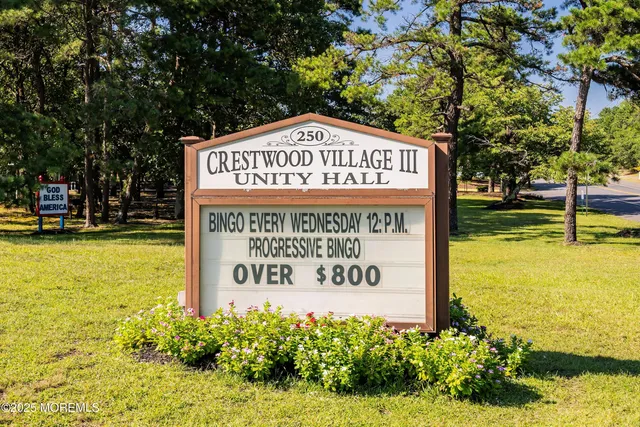 250
CRESTWOOD VILLAGE III
UNITY HALL
BINGO EVERY WEDNESDAY 12: P.M.
PROGRESSIVE BINGO
OVER $800
GOD
BLESS
AMERICA
©2025 MOREMLS